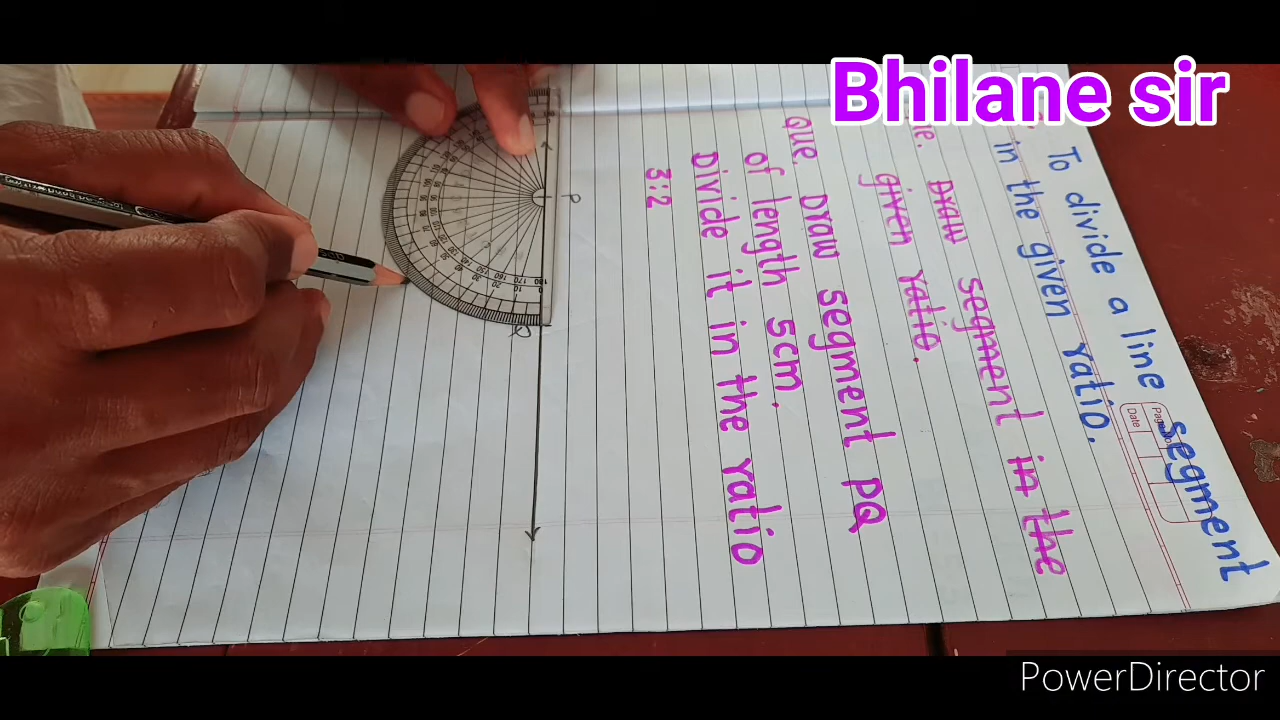 Bhilane sir
To divide a line segment
in the given ratio.
Draw segment in the
given ratio.
Que Draw segment PQ
of length 5cm.
Divide it in the ratio
3:2
Page No.
Date
P
Q
PowerDirector